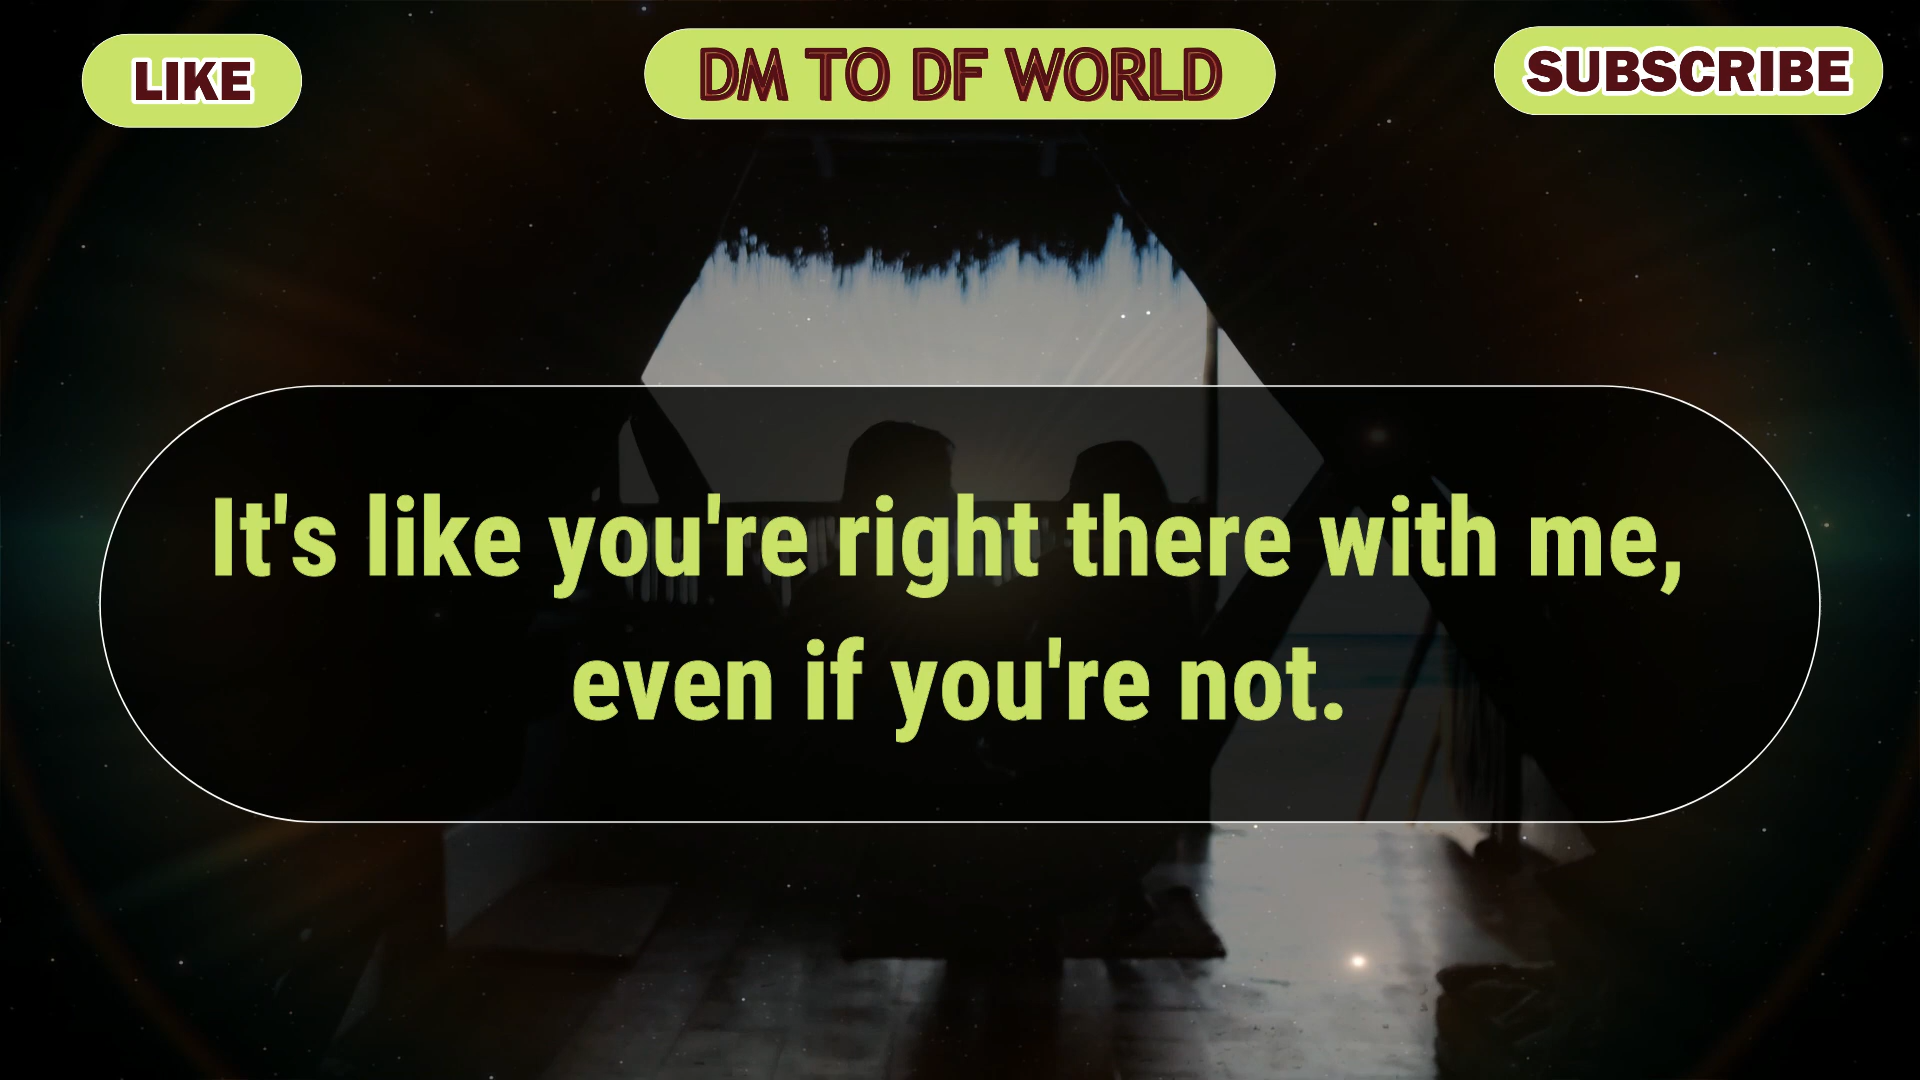 LIKE
DM TO DF WORLD
SUBSCRIBE
It's like you're right there with me,
even if you're not.